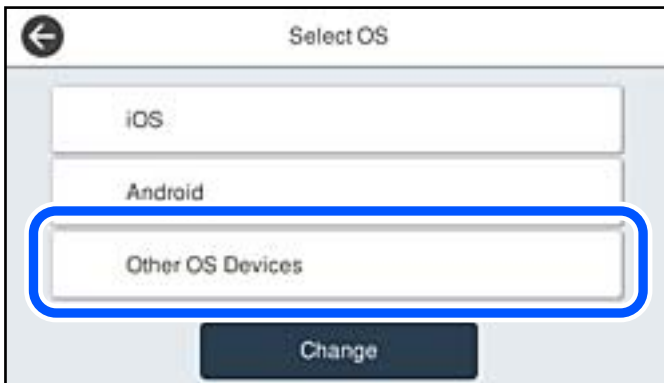 Select OS
iOS
Android
Other OS Devices
Change